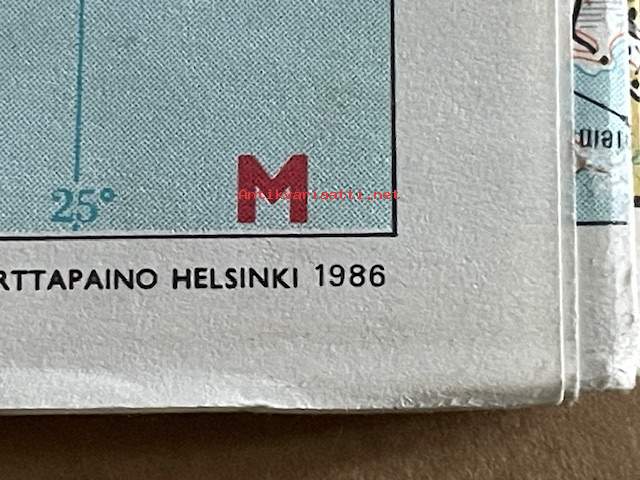 25°
M
Antikvariaatti.net
RTTAPAINO HELSINKI 1986